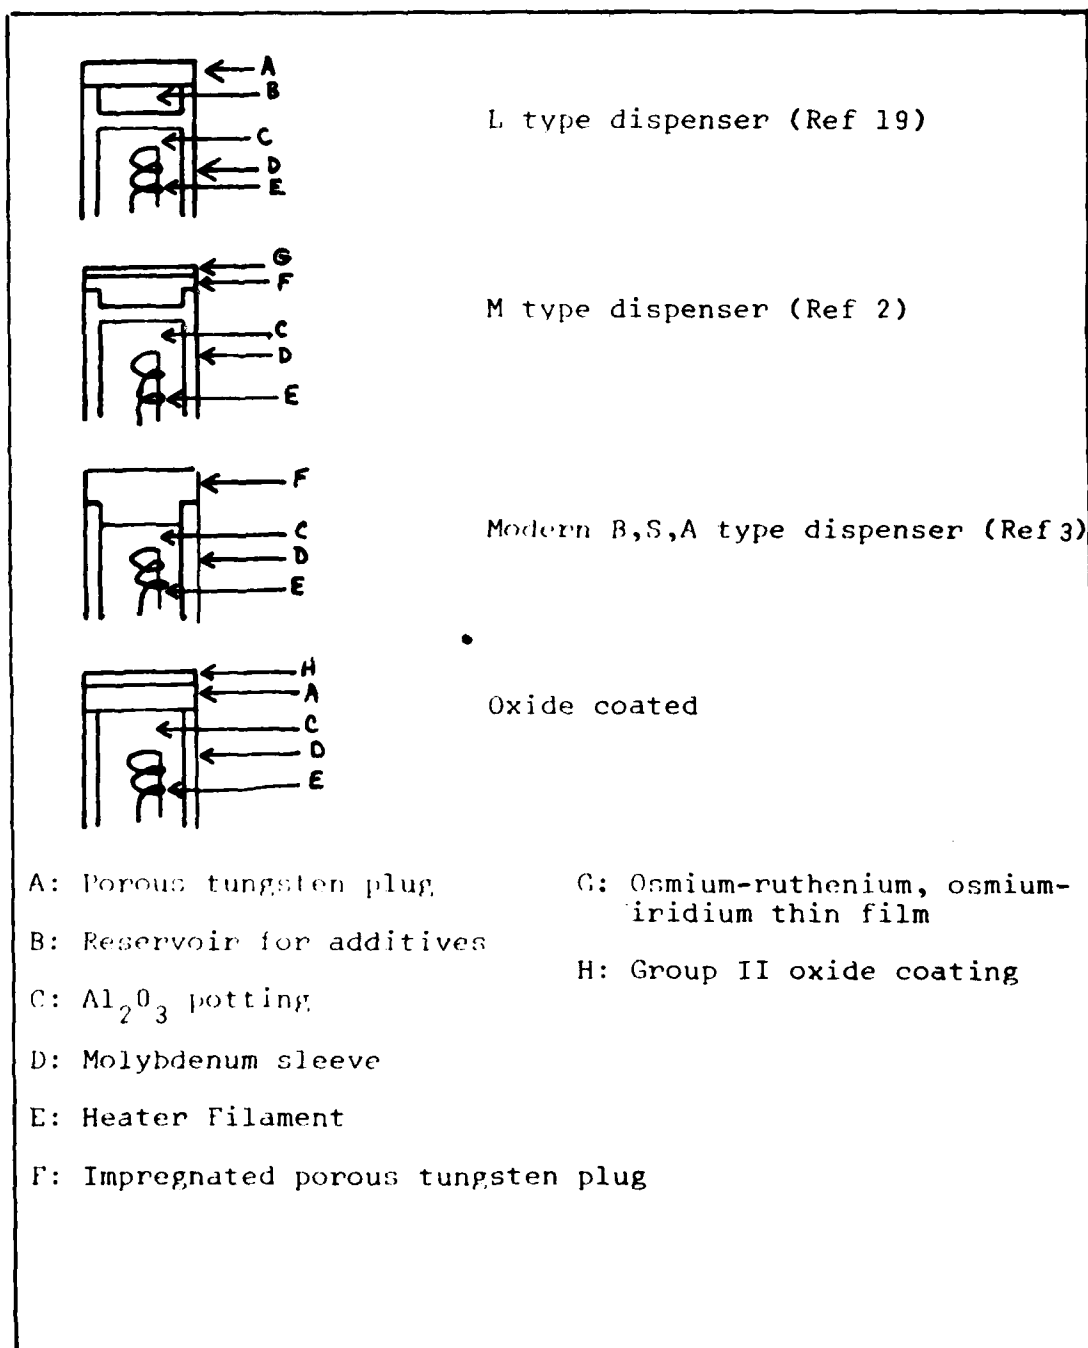 A
B
C
D
E
L type dispenser (Ref 19)
G
F
C
D
E
M type dispenser (Ref 2)
F
C
D
E
Modern B,S,A type dispenser (Ref 3)
H
A
C
D
E
Oxide coated
A: Porous tungsten plug
B: Reservoir for additives
C: Al₂O₃ potting
D: Molybdenum sleeve
E: Heater Filament
F: Impregnated porous tungsten plug
G: Osmium-ruthenium, osmium-
iridium thin film
H: Group II oxide coating